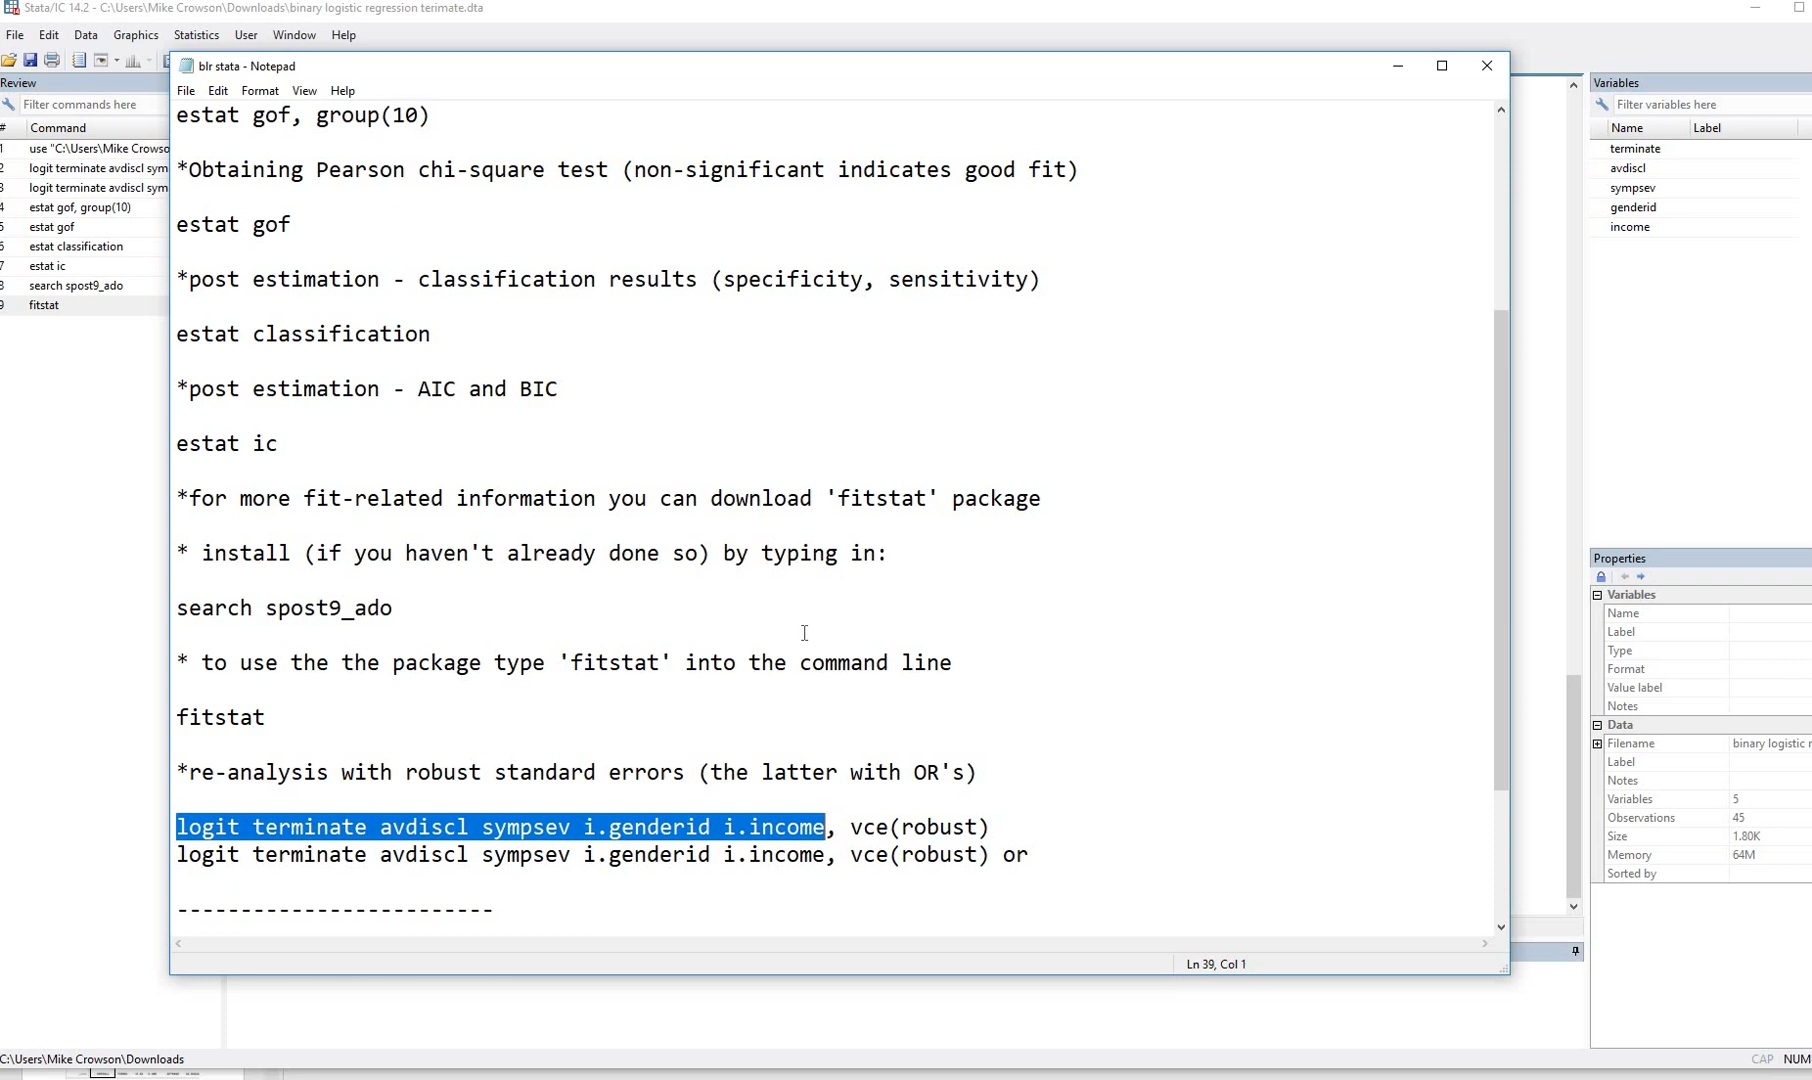 Stata/IC 14.2 - C:\Users\Mike Crowson\Downloads\binary logistic regression terimate.dta
File Edit Data Graphics Statistics User Window Help
Review
Filter commands here
# Command
1 use "C:\Users\Mike Crowso
2 logit terminate avdiscl sym
3 logit terminate avdiscl sym
4 estat gof, group(10)
5 estat gof
6 estat classification
7 estat ic
8 search spost9_ado
9 fitstat
blr stata - Notepad
File Edit Format View Help
estat gof, group(10)
*Obtaining Pearson chi-square test (non-significant indicates good fit)
estat gof
*post estimation - classification results (specificity, sensitivity)
estat classification
*post estimation - AIC and BIC
estat ic
*for more fit-related information you can download 'fitstat' package
* install (if you haven't already done so) by typing in:
search spost9_ado
* to use the the package type 'fitstat' into the command line
fitstat
*re-analysis with robust standard errors (the latter with OR's)
logit terminate avdiscl sympsev i.genderid i.income, vce(robust)
logit terminate avdiscl sympsev i.genderid i.income, vce(robust) or
-------------------------
Ln 39, Col 1
Variables
Filter variables here
Name Label
terminate
avdiscl
sympsev
genderid
income
Properties
Variables
Name
Label
Type
Format
Value label
Notes
Data
Filename binary logistic r
Label
Notes
Variables 5
Observations 45
Size 1.80K
Memory 64M
Sorted by
C:\Users\Mike Crowson\Downloads
CAP NUM